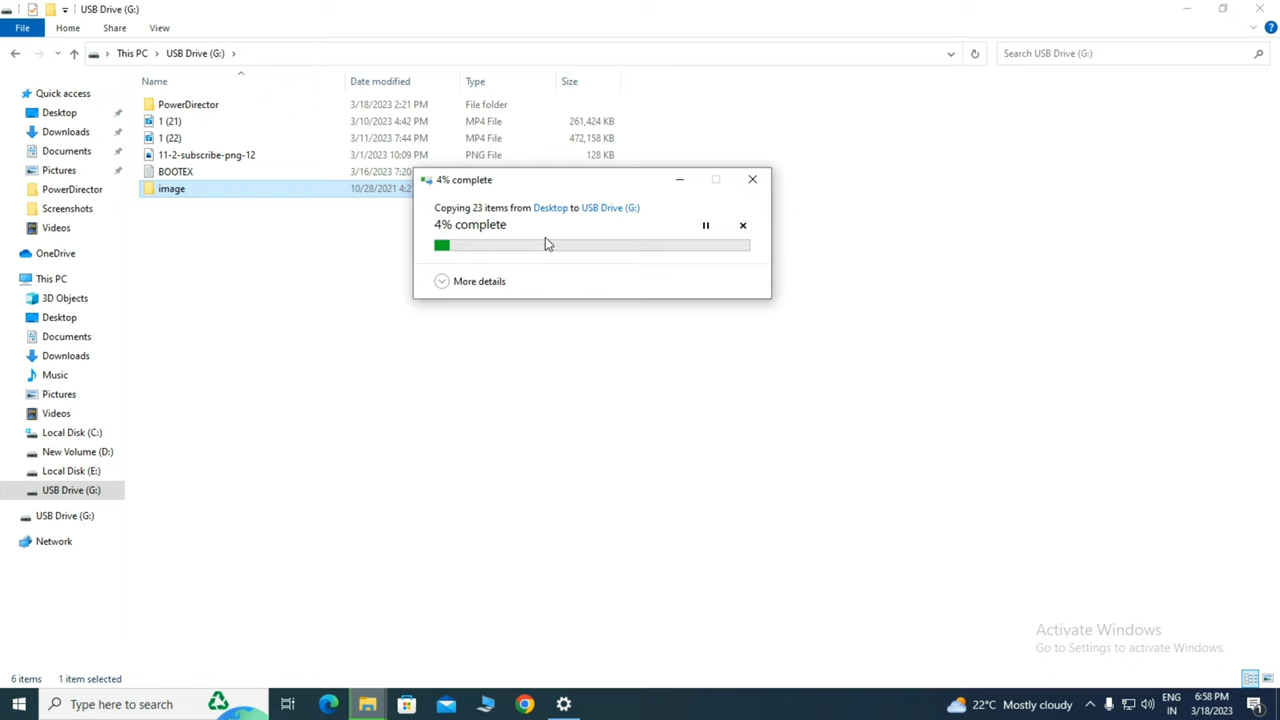 USB Drive (G:)
File Home Share View
This PC USB Drive (G:) Search USB Drive (G:)
Name Date modified Type Size
Quick access
Desktop
Downloads
Documents
Pictures
PowerDirector
Screenshots
Videos
OneDrive
This PC
3D Objects
Desktop
Documents
Downloads
Music
Pictures
Videos
Local Disk (C:)
New Volume (D:)
Local Disk (E:)
USB Drive (G:)
USB Drive (G:)
Network
PowerDirector 3/18/2023 2:21 PM File folder
1 (21) 3/10/2023 4:42 PM MP4 File 261,424 KB
1 (22) 3/11/2023 7:44 PM MP4 File 472,158 KB
11-2-subscribe-png-12 3/1/2023 10:09 PM PNG File 128 KB
BOOTEX 3/16/2023 7:20
image 10/28/2021 4:2
4% complete
Copying 23 items from Desktop to USB Drive (G:)
4% complete
More details
Activate Windows
Go to Settings to activate Windows.
6 items 1 item selected
Type here to search
22°C Mostly cloudy
ENG
IN
6:58 PM
3/18/2023
1